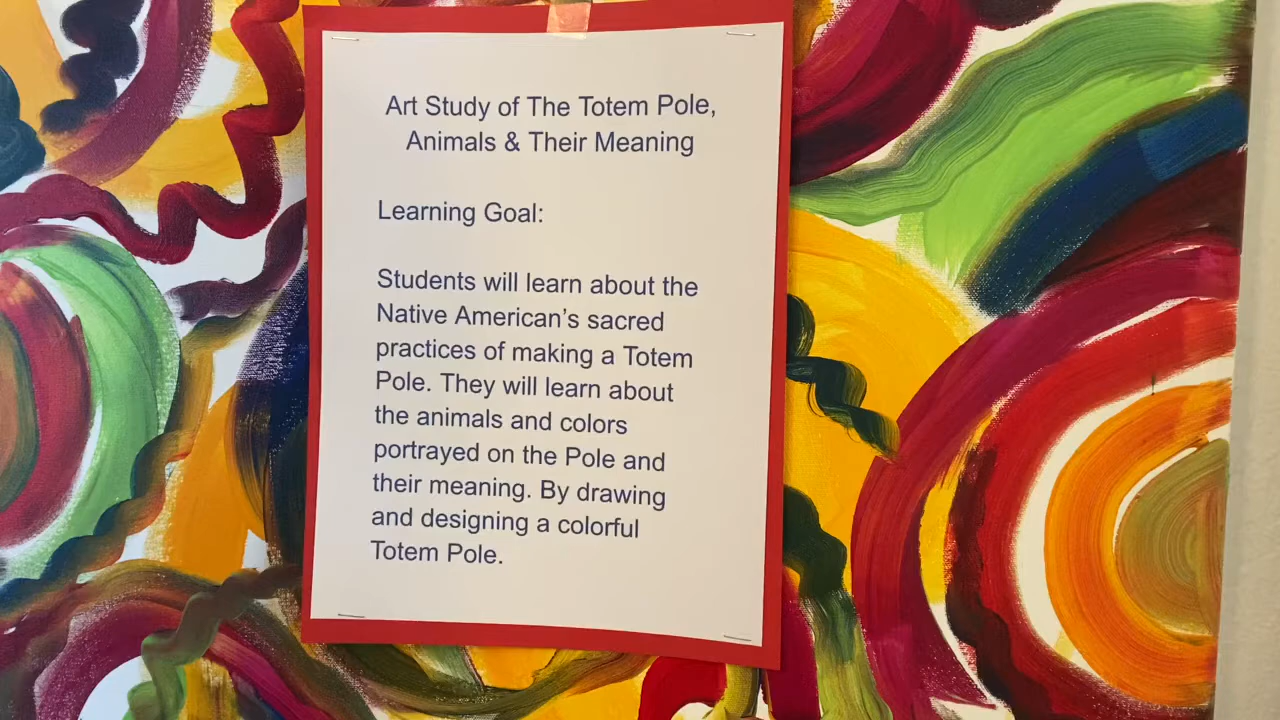 Art Study of The Totem Pole,
Animals & Their Meaning
Learning Goal:
Students will learn about the
Native American’s sacred
practices of making a Totem
Pole. They will learn about
the animals and colors
portrayed on the Pole and
their meaning. By drawing
and designing a colorful
Totem Pole.